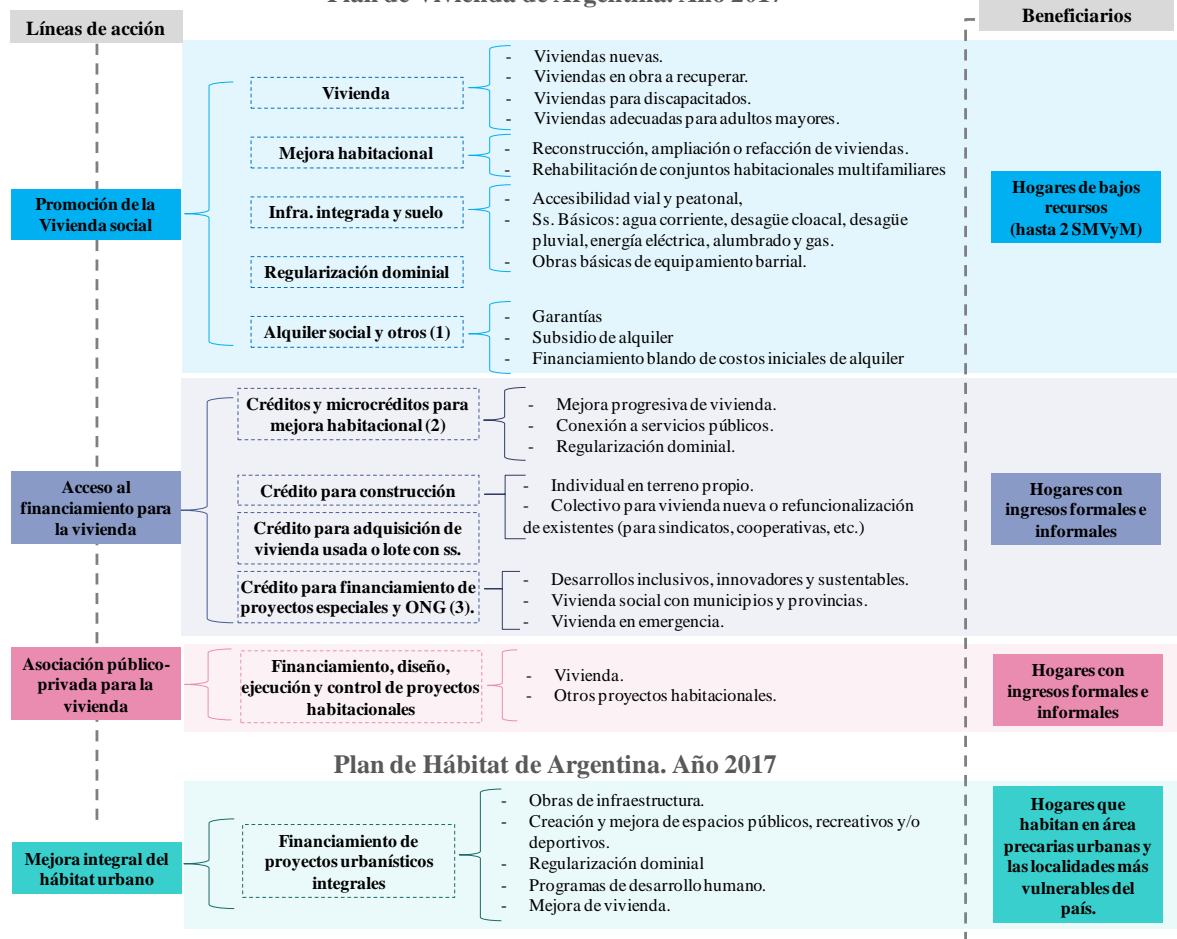 Plan de Vivienda de Argentina. Año 2017
Líneas de acción
Beneficiarios
Promoción de la
Vivienda social
Vivienda
- Viviendas nuevas.
- Viviendas en obra a recuperar.
- Viviendas para discapacitados.
- Viviendas adecuadas para adultos mayores.
Mejora habitacional
- Reconstrucción, ampliación o refacción de viviendas.
- Rehabilitación de conjuntos habitacionales multifamiliares
Infra. integrada y suelo
- Accesibilidad vial y peatonal,
- Ss. Básicos: agua corriente, desagüe cloacal, desagüe
pluvial, energía eléctrica, alumbrado y gas.
- Obras básicas de equipamiento barrial.
Regularización dominial
Alquiler social y otros (1)
- Garantías
- Subsidio de alquiler
- Financiamiento blando de costos iniciales de alquiler
Hogares de bajos
recursos
(hasta 2 SMVyM)
Acceso al
financiamiento para
la vivienda
Créditos y microcréditos para
mejora habitacional (2)
- Mejora progresiva de vivienda.
- Conexión a servicios públicos.
- Regularización dominial.
Crédito para construcción
- Individual en terreno propio.
- Colectivo para vivienda nueva o refuncionalización
de existentes (para sindicatos, cooperativas, etc.)
Crédito para adquisición de
vivienda usada o lote con ss.
Crédito para financiamiento de
proyectos especiales y ONG (3).
- Desarrollos inclusivos, innovadores y sustentables.
- Vivienda social con municipios y provincias.
- Vivienda en emergencia.
Hogares con
ingresos formales e
informales
Asociación público-
privada para la
vivienda
Financiamiento, diseño,
ejecución y control de proyectos
habitacionales
- Vivienda.
- Otros proyectos habitacionales.
Hogares con
ingresos formales e
informales
Plan de Hábitat de Argentina. Año 2017
Mejora integral del
hábitat urbano
Financiamiento de
proyectos urbanísticos
integrales
- Obras de infraestructura.
- Creación y mejora de espacios públicos, recreativos y/o
deportivos.
- Regularización dominial
- Programas de desarrollo humano.
- Mejora de vivienda.
Hogares que
habitan en área
precarias urbanas y
las localidades más
vulnerables del
país.